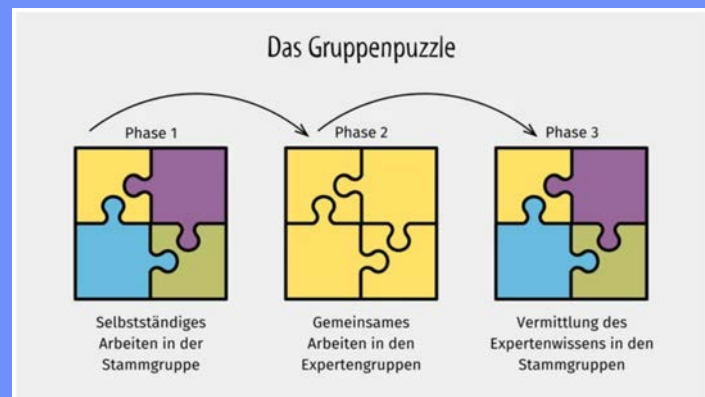 Das Gruppenpuzzle
Phase 1
Phase 2
Phase 3
Selbstständiges
Arbeiten in der
Stammgruppe
Gemeinsames
Arbeiten in den
Expertengruppen
Vermittlung des
Expertenwissens in den
Stammgruppen